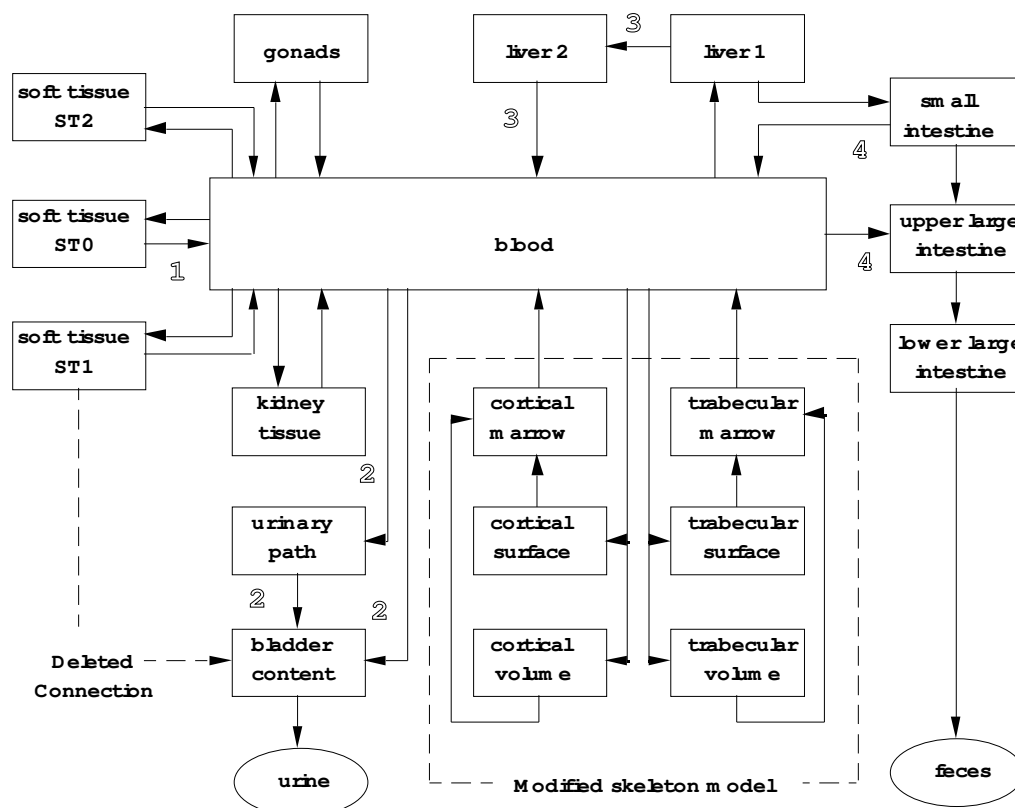 gonads
liver 2
3
liver 1
soft tissue
ST2
3
small
intestine
4
soft tissue
ST0
1
blood
4
upper large
intestine
soft tissue
ST1
lower large
intestine
kidney
tissue
cortical
marrow
trabecular
marrow
2
urinary
path
cortical
surface
trabecular
surface
2
2
Deleted
Connection
bladder
content
cortical
volume
trabecular
volume
urine
Modified skeleton model
feces